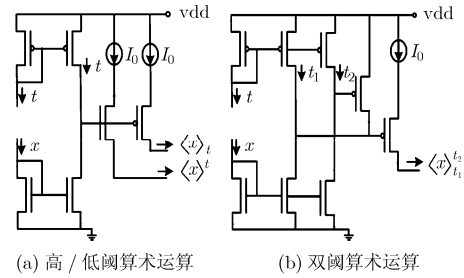 vdd
I₀ I₀
t
t
x
⟨x⟩ₜ
⟨x⟩ᵗ
(a) 高 / 低阈算术运算
vdd
I₀
t₁ t₂
t
x
⟨x⟩ₜ₁ᵗ²
(b) 双阈算术运算